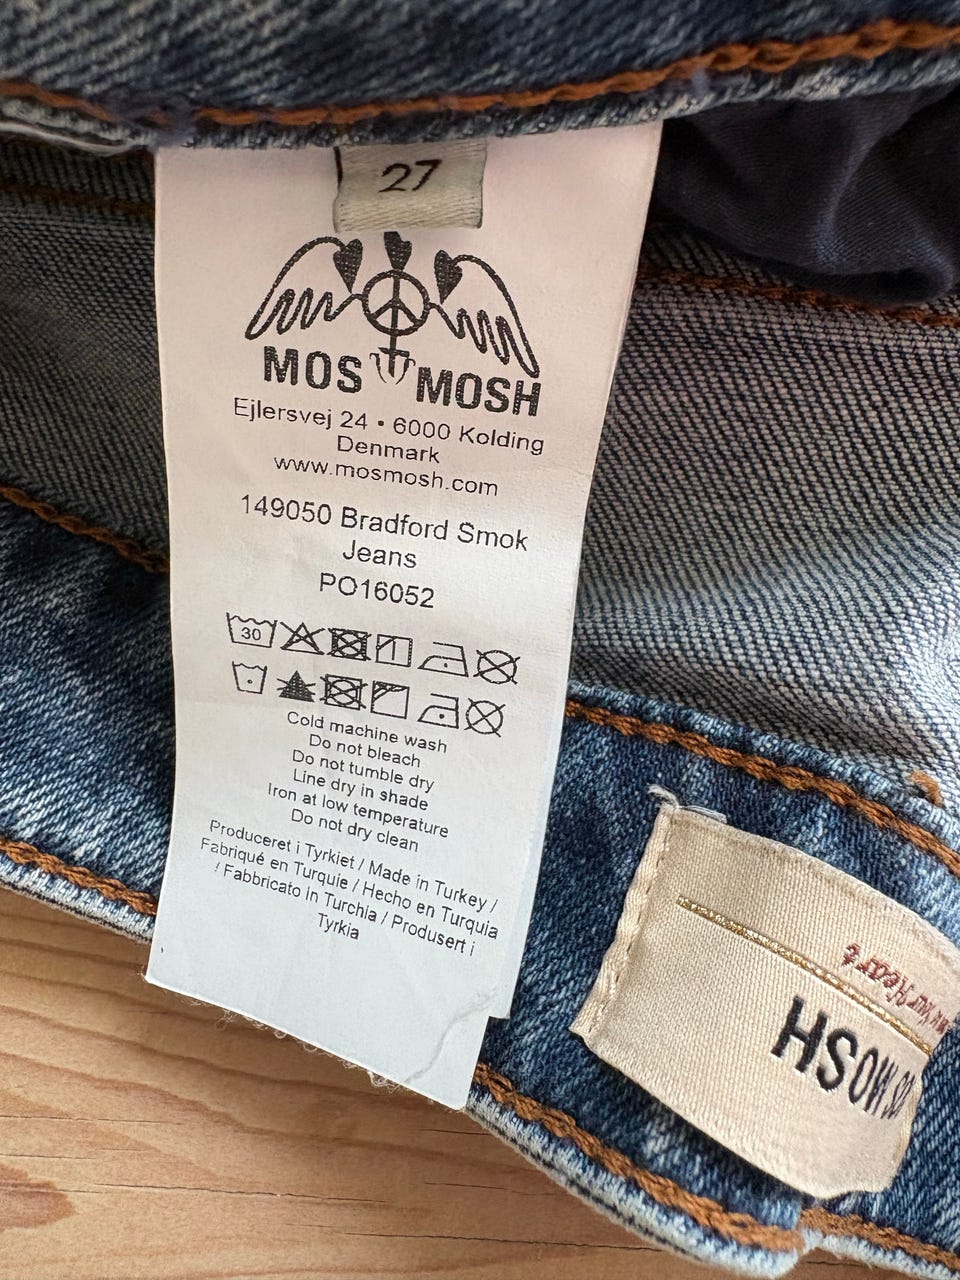 27
MOS MOSH
Ejlersvej 24 • 6000 Kolding
Denmark
www.mosmosh.com
149050 Bradford Smok
Jeans
PO16052
30
Cold machine wash
Do not bleach
Do not tumble dry
Line dry in shade
Iron at low temperature
Do not dry clean
Produceret i Tyrkiet / Made in Turkey /
Fabriqué en Turquie / Hecho en Turquia
/ Fabbricato in Turchia / Produsert i
Tyrkia
Heart
MOSH